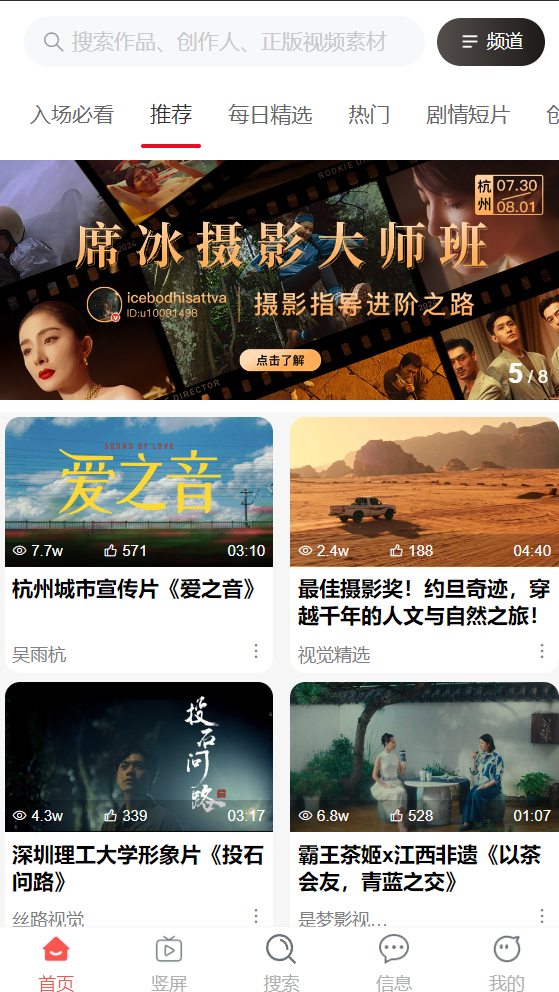 搜索作品、创作人、正版视频素材
频道
入场必看 推荐 每日精选 热门 剧情短片 创
ROOKIE DI
2024
杭州 07.30
08.01
席冰摄影大师班
icebodhisattva
ID:u10091498
摄影指导进阶之路
点击了解
5 / 8
DIRECTOR
SOUND OF LOVE
爱之音
7.7w 571 03:10
杭州城市宣传片《爱之音》
吴雨杭
2.4w 188 04:40
最佳摄影奖！约旦奇迹，穿
越千年的人文与自然之旅！
视觉精选
投石问路
4.3w 339 03:17
深圳理工大学形象片《投石
问路》
丝路视觉
6.8w 528 01:07
霸王茶姬x江西非遗《以茶
会友，青蓝之交》
是梦影视...
首页 竖屏 搜索 信息 我的